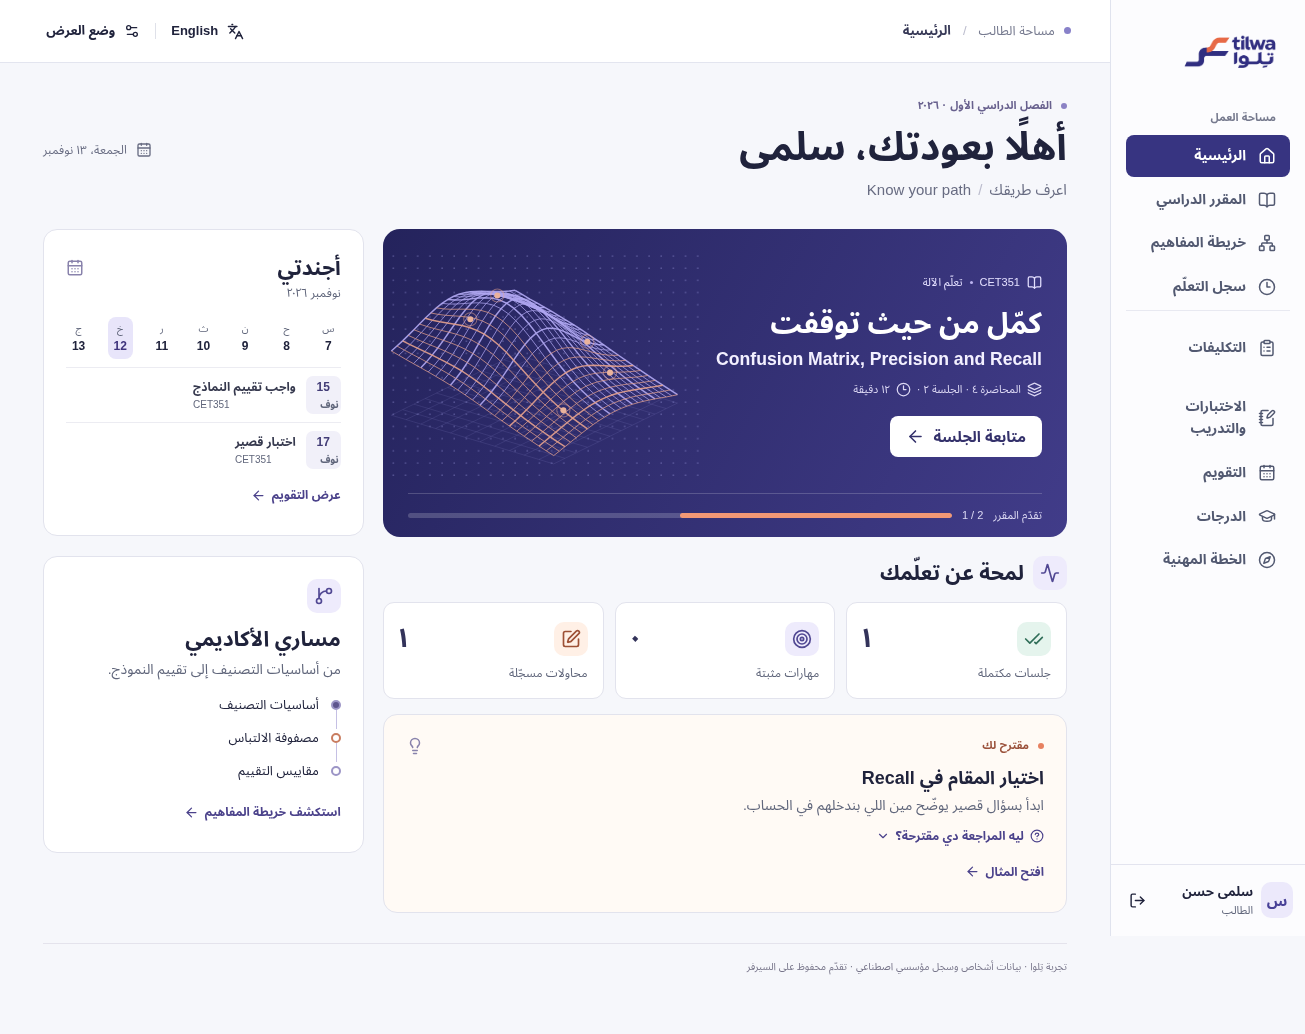 tilwa
تِلوا
مساحة العمل
الرئيسية
المقرر الدراسي
خريطة المفاهيم
سجل التعلّم
التكليفات
الاختبارات
والتدريب
التقويم
الدرجات
الخطة المهنية
سلمى حسن
الطالب
س
مساحة الطالب / الرئيسية
English
وضع العرض
الفصل الدراسي الأول · ٢٠٢٦
أهلًا بعودتك، سلمى
اعرف طريقك / Know your path
الجمعة، ١٣ نوفمبر
CET351 • تعلّم الآلة
كمّل من حيث توقفت
Confusion Matrix, Precision and Recall
المحاضرة ٤ · الجلسة ٢ · ١٢ دقيقة
متابعة الجلسة
تقدّم المقرر 1 / 2
أجندتي
نوفمبر ٢٠٢٦
س ح ن ث ر خ ج
7 8 9 10 11 12 13
15 نوف
واجب تقييم النماذج
CET351
17 نوف
اختبار قصير
CET351
عرض التقويم
لمحة عن تعلّمك
١
جلسات مكتملة
٠
مهارات مثبتة
١
محاولات مسجّلة
مقترح لك
اختيار المقام في Recall
ابدأ بسؤال قصير يوضّح مين اللي بندخلهم في الحساب.
ليه المراجعة دي مقترحة؟
افتح المثال
مساري الأكاديمي
من أساسيات التصنيف إلى تقييم النموذج.
أساسيات التصنيف
مصفوفة الالتباس
مقاييس التقييم
استكشف خريطة المفاهيم
تجربة تِلوا · بيانات أشخاص وسجل مؤسسي اصطناعي · تقدّم محفوظ على السيرفر